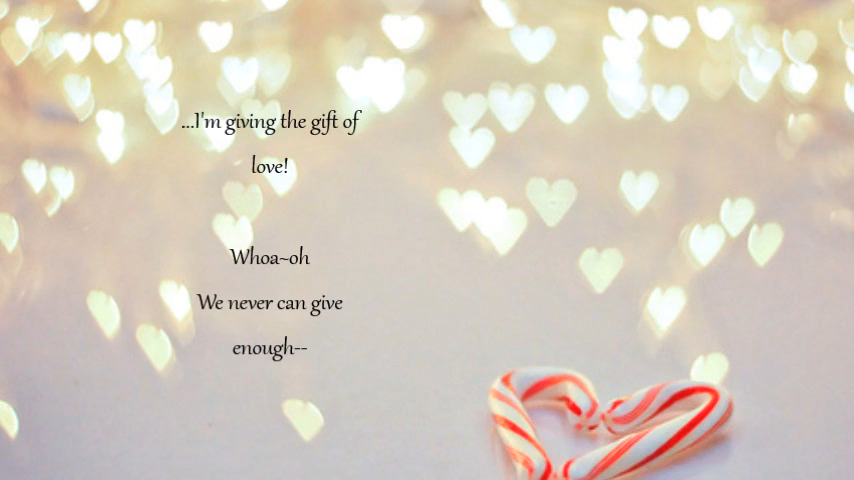 ...I'm giving the gift of
love!
Whoa~oh
We never can give
enough--